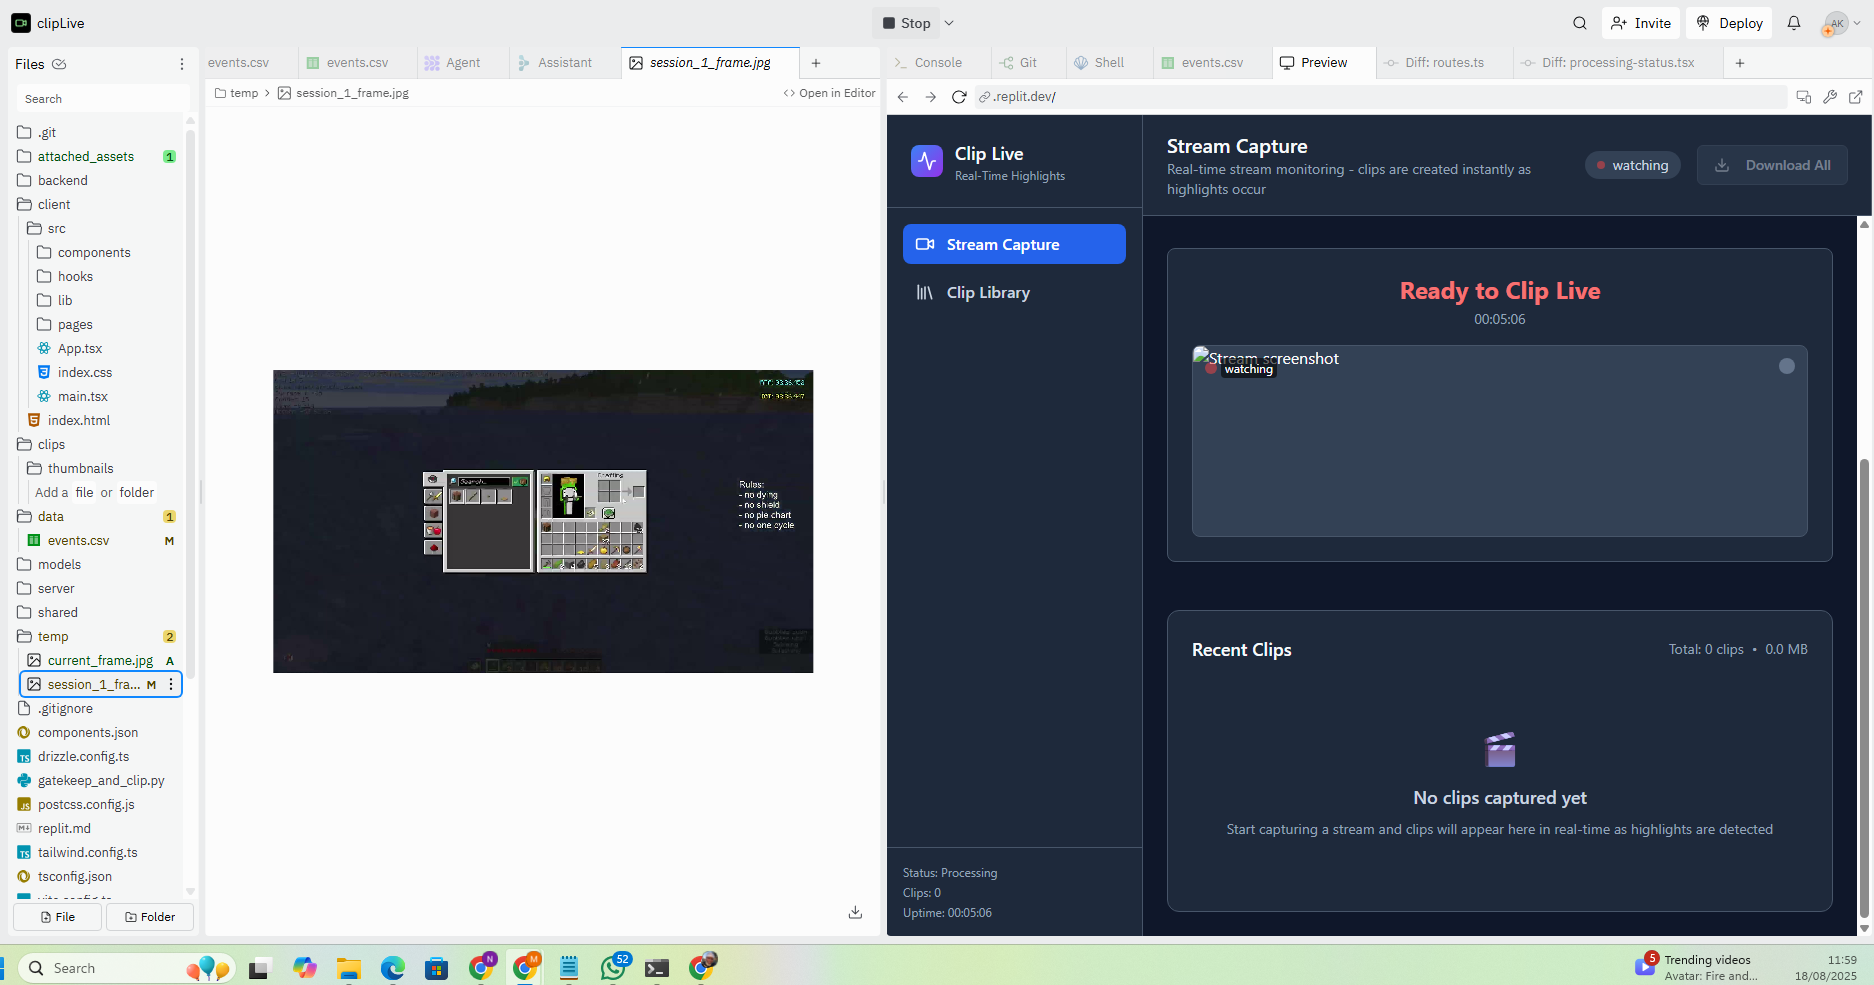 clipLive
Stop
Invite
Deploy
AK
Files
Search
.git
attached_assets 1
backend
client
src
components
hooks
lib
pages
App.tsx
index.css
main.tsx
index.html
clips
thumbnails
Add a file or folder
data 1
events.csv M
models
server
shared
temp 2
current_frame.jpg A
session_1_fra... M
.gitignore
components.json
drizzle.config.ts
gatekeep_and_clip.py
postcss.config.js
replit.md
tailwind.config.ts
tsconfig.json
File
Folder
events.csv
events.csv
Agent
Assistant
session_1_frame.jpg
temp
session_1_frame.jpg
Open in Editor
Search...
Crafting
Rules:
- no dying
- no shield
- no pie chart
- no one cycle
Console
Git
Shell
events.csv
Preview
Diff: routes.ts
Diff: processing-status.tsx
.replit.dev/
Clip Live
Real-Time Highlights
Stream Capture
Clip Library
Status: Processing
Clips: 0
Uptime: 00:05:06
Stream Capture
Real-time stream monitoring - clips are created instantly as
highlights occur
watching
Download All
Ready to Clip Live
00:05:06
Stream screenshot
watching
Recent Clips
Total: 0 clips • 0.0 MB
No clips captured yet
Start capturing a stream and clips will appear here in real-time as highlights are detected
Search
N
M
52
5
Trending videos
Avatar: Fire and...
11:59
18/08/2025